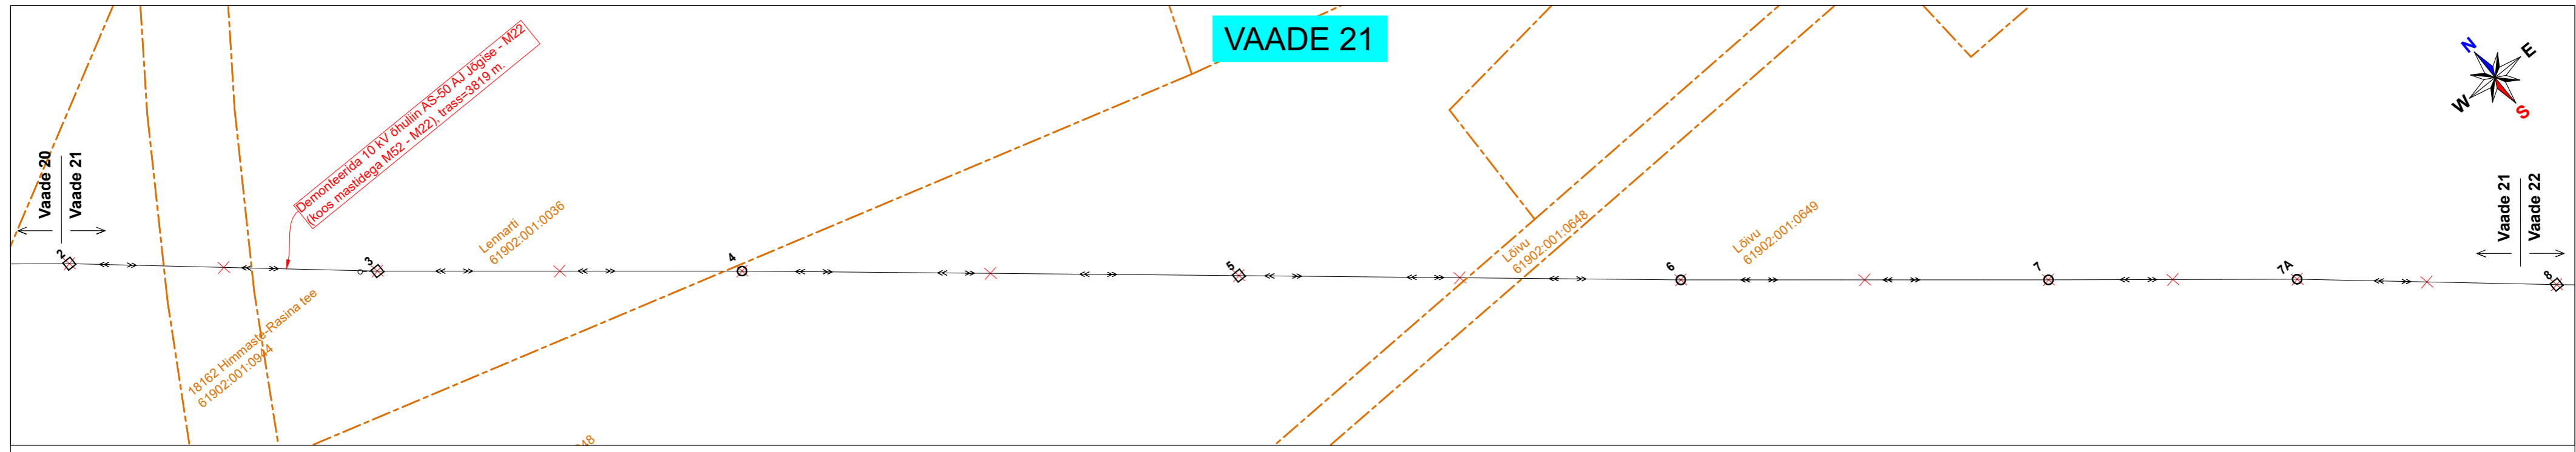 VAADE 21
N
E
W
S
Vaade 20
Vaade 21
Demonteerida 10 kV õhuliin AS-50 AJ Jõgise - M22
(koos mastidega M52 - M22), trass=3819 m.
Lennarti
61902:001:0036
18162 Himmaste-Rasina tee
61902:001:0944
Lõivu
61902:001:0648
Lõivu
61902:001:0649
Vaade 21
Vaade 22
2
3
4
5
6
7
7A
8